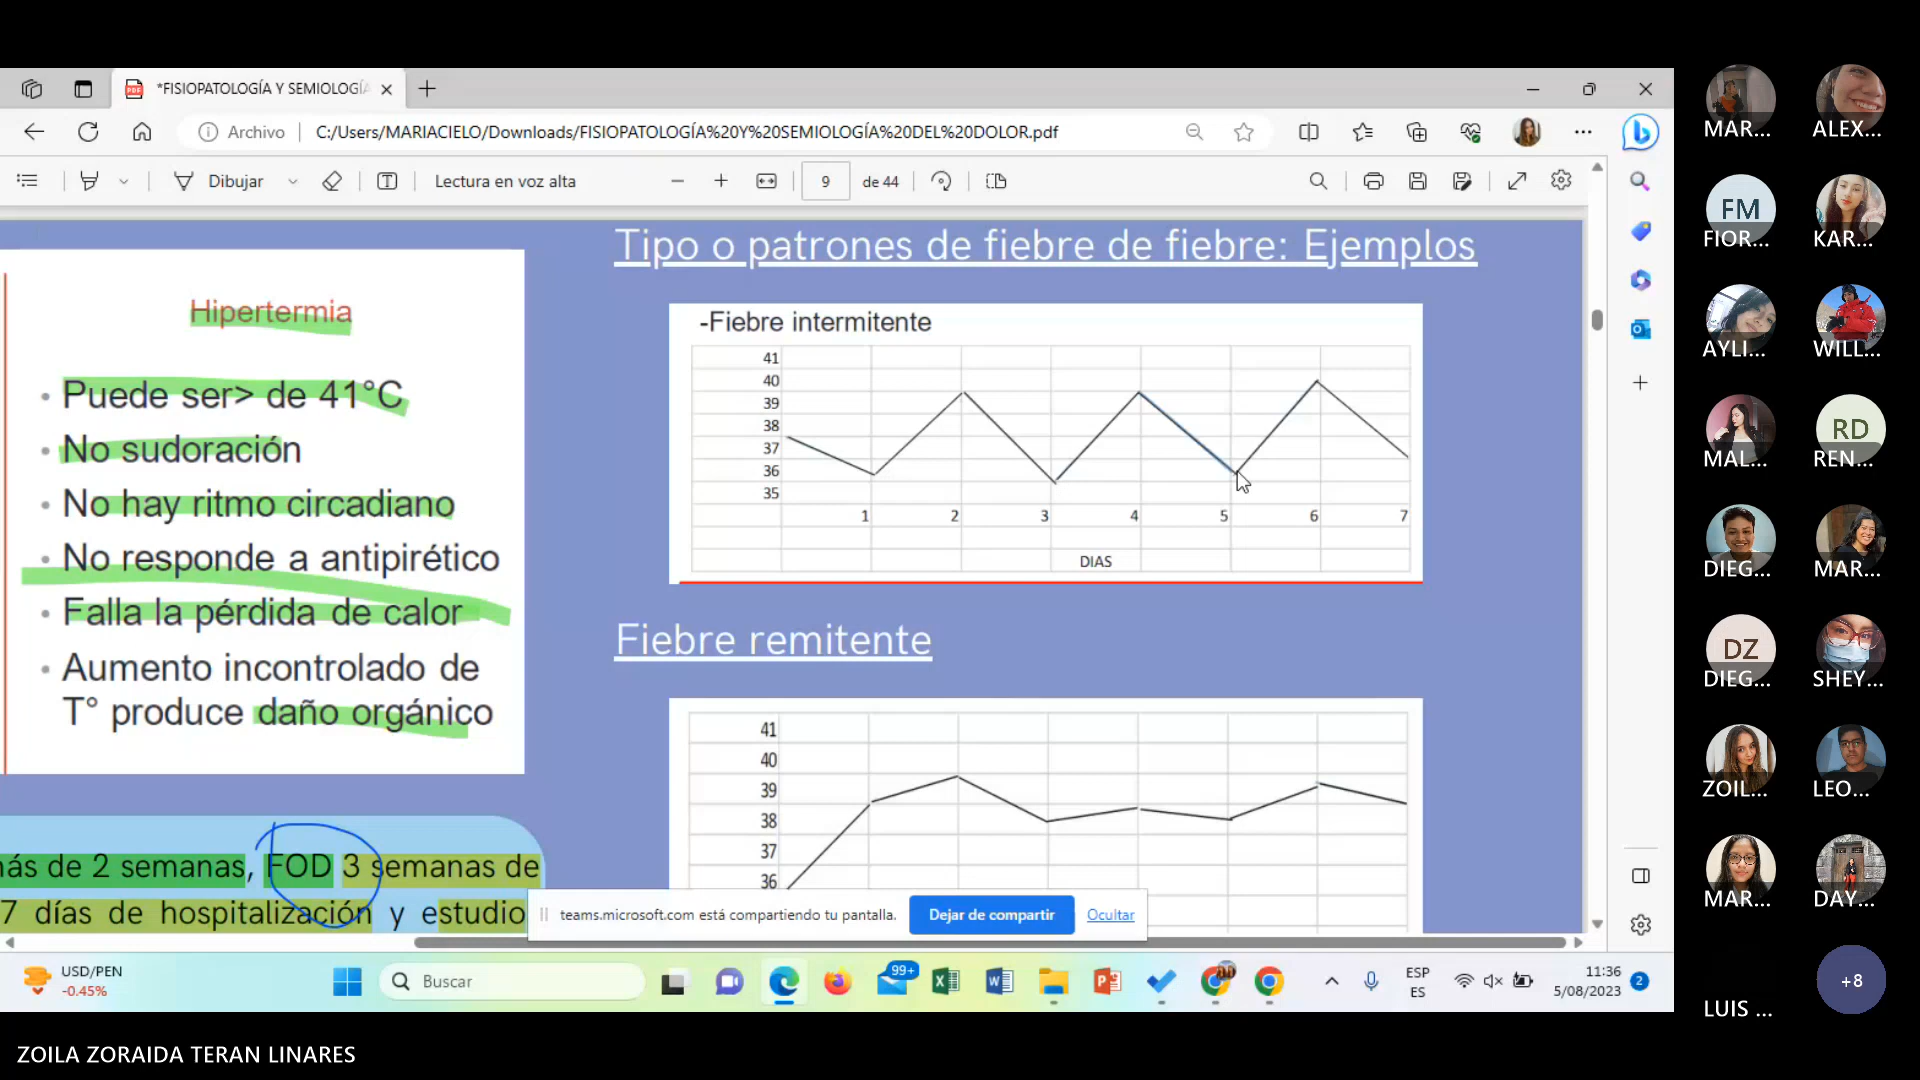 *FISIOPATOLOGÍA Y SEMIOLOGÍA
Archivo
C:/Users/MARIACIELO/Downloads/FISIOPATOLOGÍA%20Y%20SEMIOLOGÍA%20DEL%20DOLOR.pdf
Dibujar
Lectura en voz alta
9
de 44
Hipertermia
• Puede ser> de 41°C
• No sudoración
• No hay ritmo circadiano
• No responde a antipirético
• Falla la pérdida de calor
• Aumento incontrolado de
T° produce daño orgánico
más de 2 semanas, FOD 3 semanas de
7 días de hospitalización y estudio
Tipo o patrones de fiebre de fiebre: Ejemplos
-Fiebre intermitente
41
40
39
38
37
36
35
1 2 3 4 5 6 7
DIAS
Fiebre remitente
41
40
39
38
37
36
teams.microsoft.com está compartiendo tu pantalla.
Dejar de compartir
Ocultar
USD/PEN
-0.45%
Buscar
99+
ESP
ES
11:36
5/08/2023
2
MAR...
ALEX...
FM
FIOR...
KAR...
AYLI...
WILL...
MAL...
RD
REN...
DIEG...
MAR...
DZ
DIEG...
SHEY...
ZOIL...
LEO...
MAR...
DAY...
LUIS ...
+8
ZOILA ZORAIDA TERAN LINARES